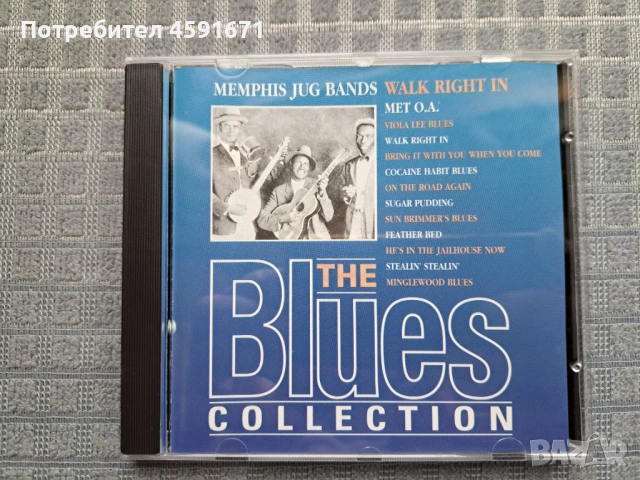 Потребител 4591671
MEMPHIS JUG BANDS WALK RIGHT IN
MET O.A.:
VIOLA LEE BLUES
WALK RIGHT IN
BRING IT WITH YOU WHEN YOU COME
COCAINE HABIT BLUES
ON THE ROAD AGAIN
SUGAR PUDDING
SUN BRIMMER'S BLUES
FEATHER BED
HE'S IN THE JAILHOUSE NOW
STEALIN' STEALIN'
MINGLEWOOD BLUES
THE
Blues
COLLECTION
BAZAR